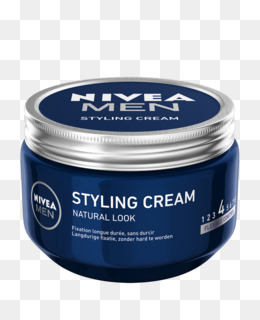 NIVEA
MEN
STYLING CREAM
NIVEA
MEN
STYLING CREAM
NATURAL LOOK
Fixation longue durée, sans durcir
Langdurige fixatie, zonder hard te worden
1 2 3 4 5